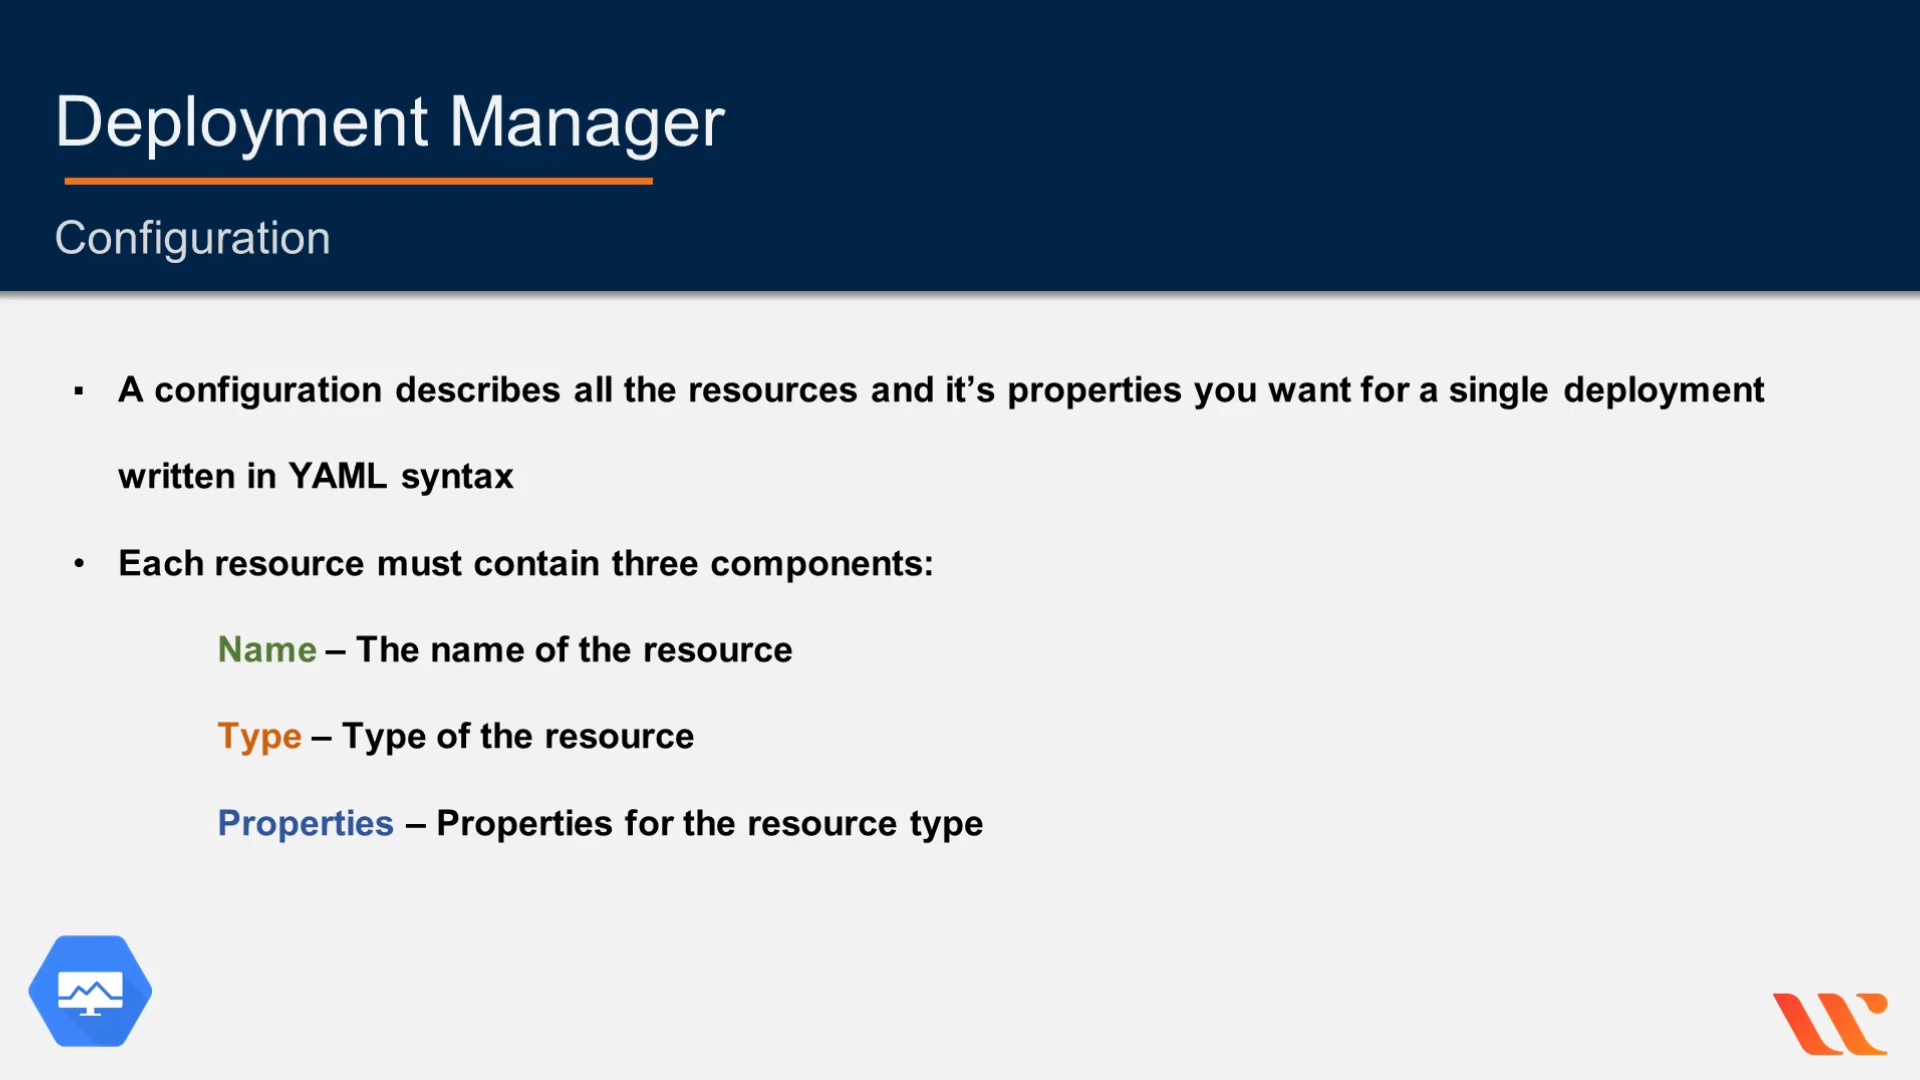 Deployment Manager
Configuration
▪ A configuration describes all the resources and it’s properties you want for a single deployment
written in YAML syntax
• Each resource must contain three components:
Name – The name of the resource
Type – Type of the resource
Properties – Properties for the resource type